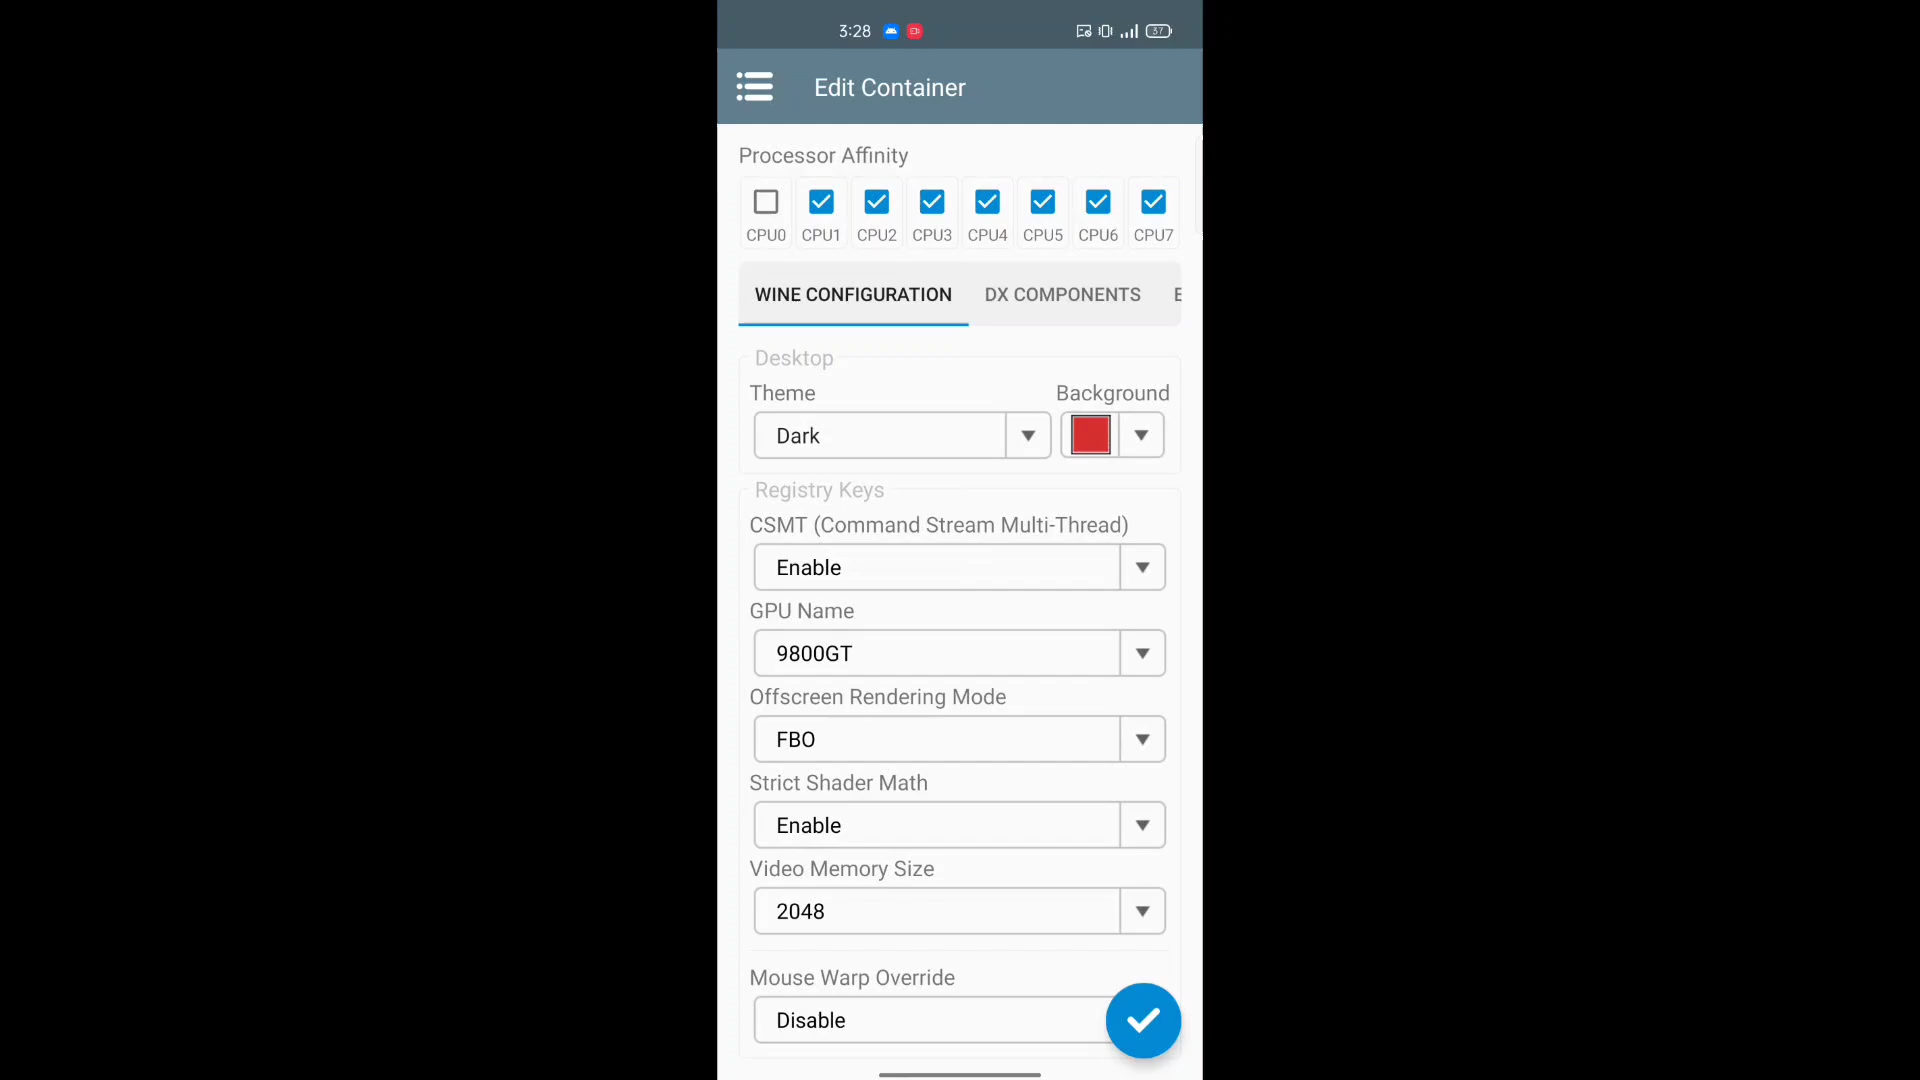 3:28
37
Edit Container
Processor Affinity
CPU0 CPU1 CPU2 CPU3 CPU4 CPU5 CPU6 CPU7
WINE CONFIGURATION DX COMPONENTS E
Desktop
Theme Background
Dark
Registry Keys
CSMT (Command Stream Multi-Thread)
Enable
GPU Name
9800GT
Offscreen Rendering Mode
FBO
Strict Shader Math
Enable
Video Memory Size
2048
Mouse Warp Override
Disable